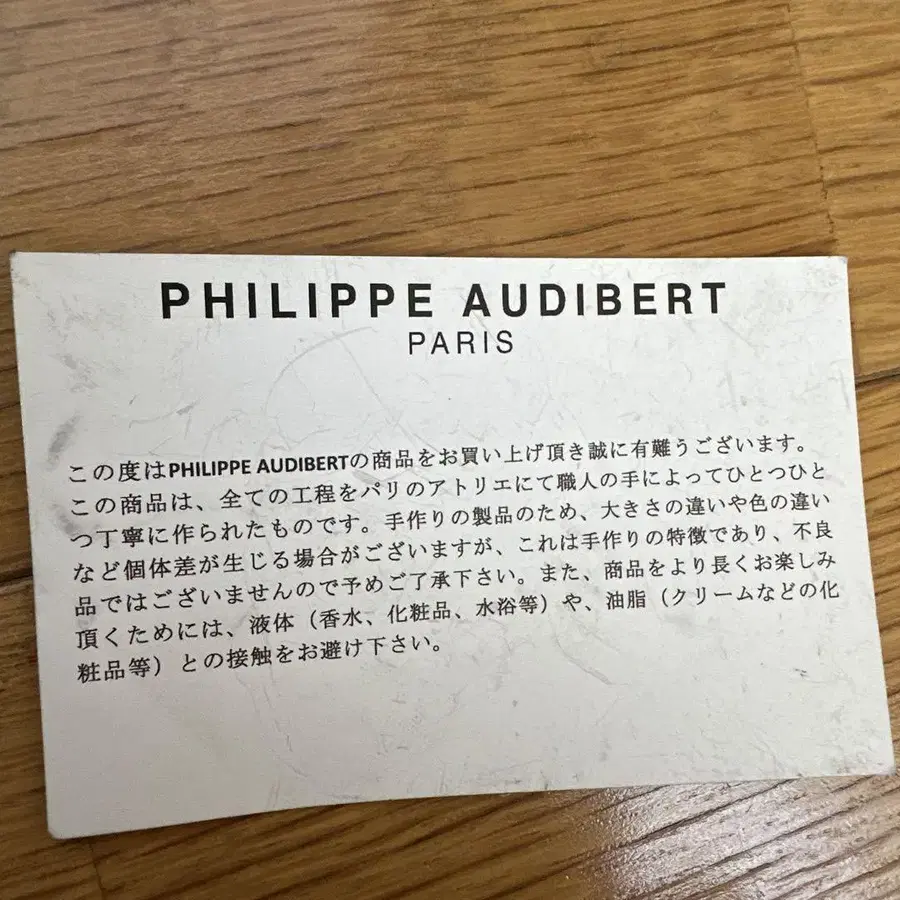 PHILIPPE AUDIBERT
PARIS
この度はPHILIPPE AUDIBERTの商品をお買い上げ頂き誠に有難うございます。
この商品は、全ての工程をパリのアトリエにて職人の手によってひとつひと
つ丁寧に作られたものです。手作りの製品のため、大きさの違いや色の違い
など個体差が生じる場合がございますが、これは手作りの特徴であり、不良
品ではございませんので予めご了承下さい。また、商品をより長くお楽しみ
頂くためには、液体（香水、化粧品、水浴等）や、油脂（クリームなどの化
粧品等）との接触をお避け下さい。